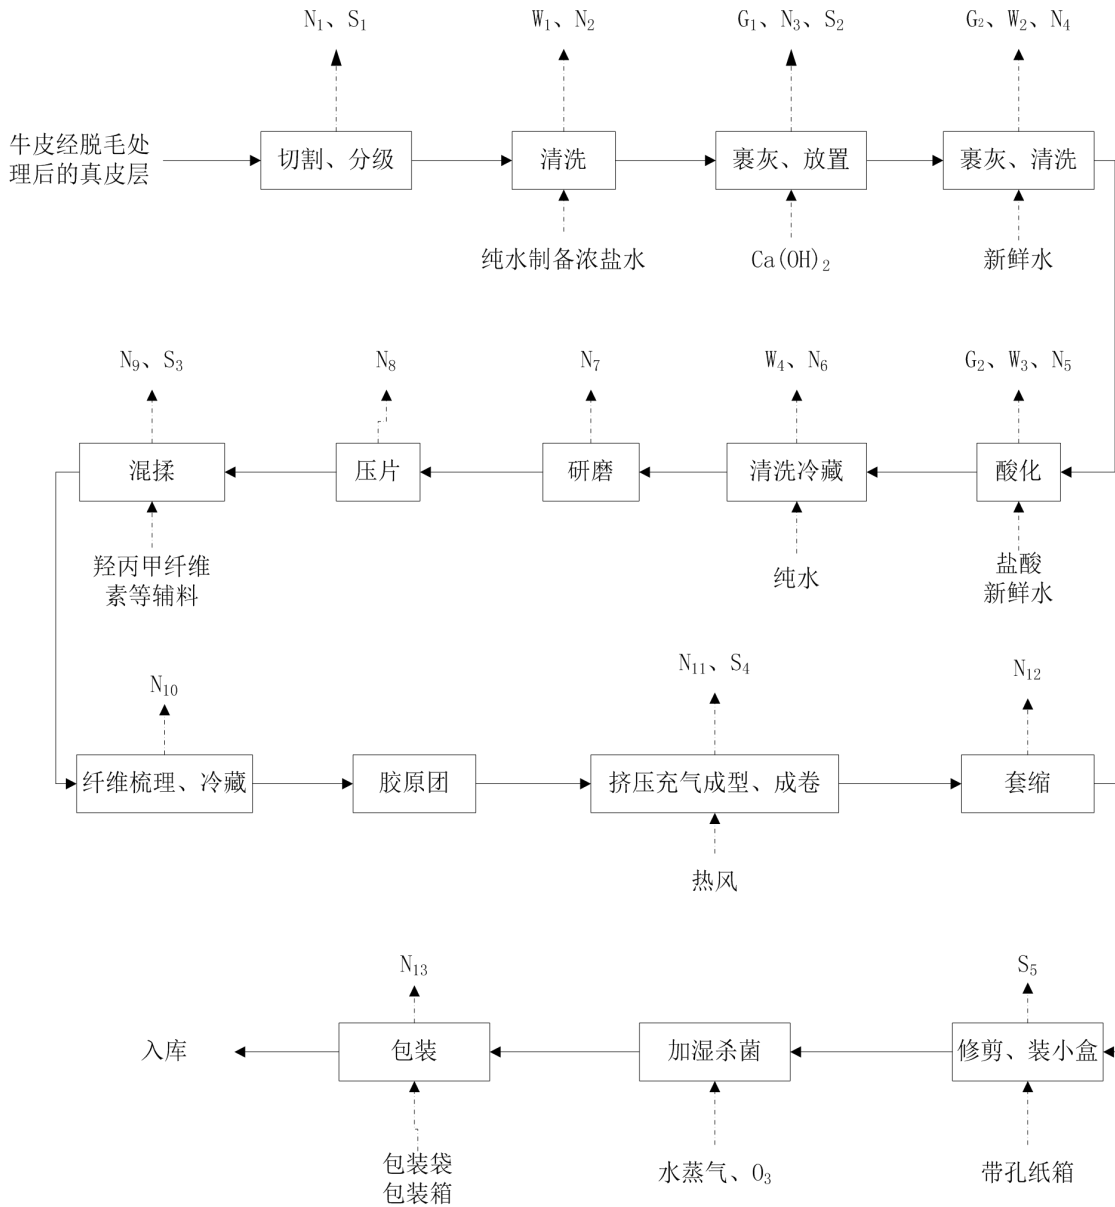 N₁、S₁
W₁、N₂
G₁、N₃、S₂
G₂、W₂、N₄
牛皮经脱毛处
理后的真皮层
切割、分级
清洗
裹灰、放置
裹灰、清洗
纯水制备浓盐水
Ca(OH)₂
新鲜水
N₉、S₃
N₈
N₇
W₄、N₆
G₂、W₃、N₅
混揉
压片
研磨
清洗冷藏
酸化
羟丙甲纤维
素等辅料
纯水
盐酸
新鲜水
N₁₀
N₁₁、S₄
N₁₂
纤维梳理、冷藏
胶原团
挤压充气成型、成卷
套缩
热风
N₁₃
S₅
入库
包装
加湿杀菌
修剪、装小盒
包装袋
包装箱
水蒸气、O₃
带孔纸箱